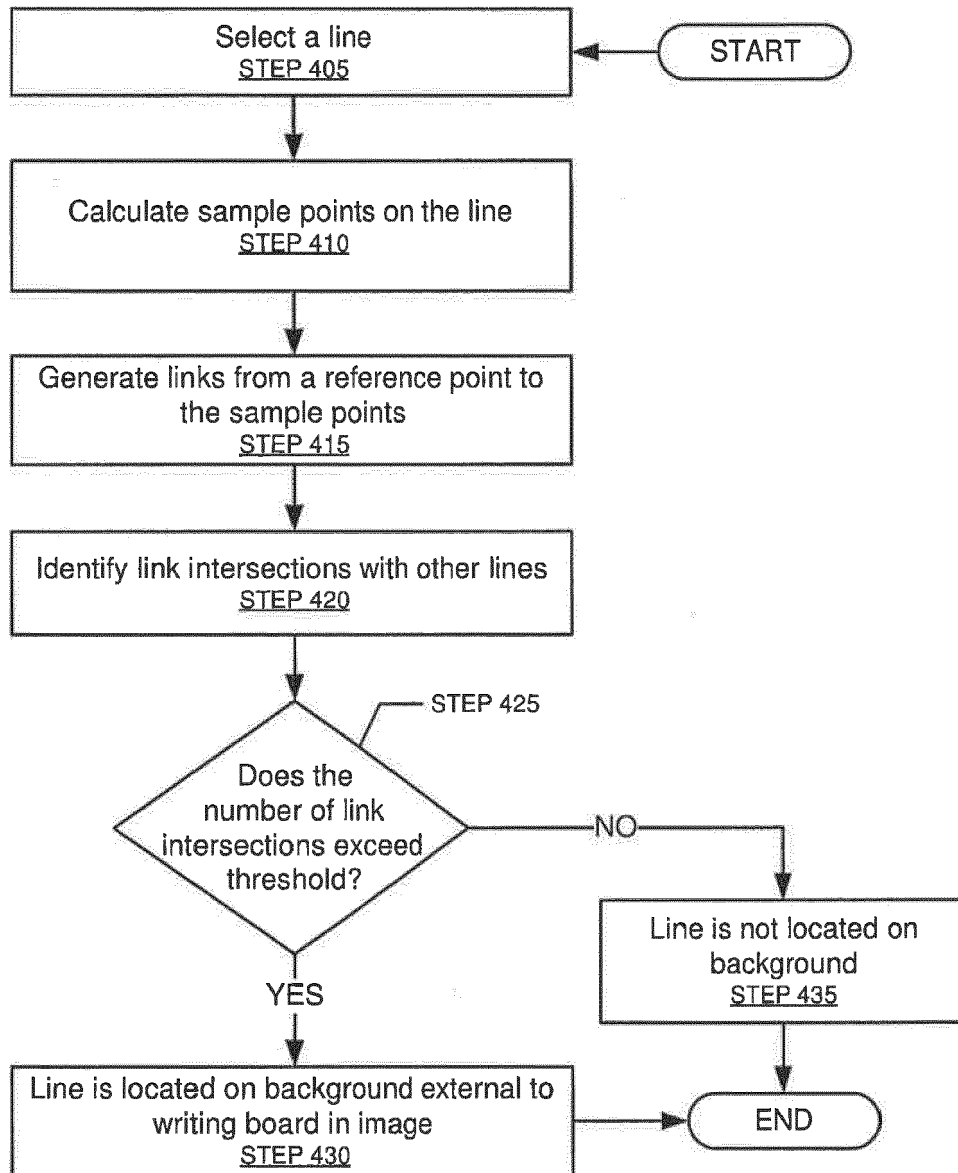 Select a line
STEP 405
START
Calculate sample points on the line
STEP 410
Generate links from a reference point to
the sample points
STEP 415
Identify link intersections with other lines
STEP 420
STEP 425
Does the
number of link
intersections exceed
threshold?
NO
YES
Line is not located on
background
STEP 435
Line is located on background external to
writing board in image
STEP 430
END